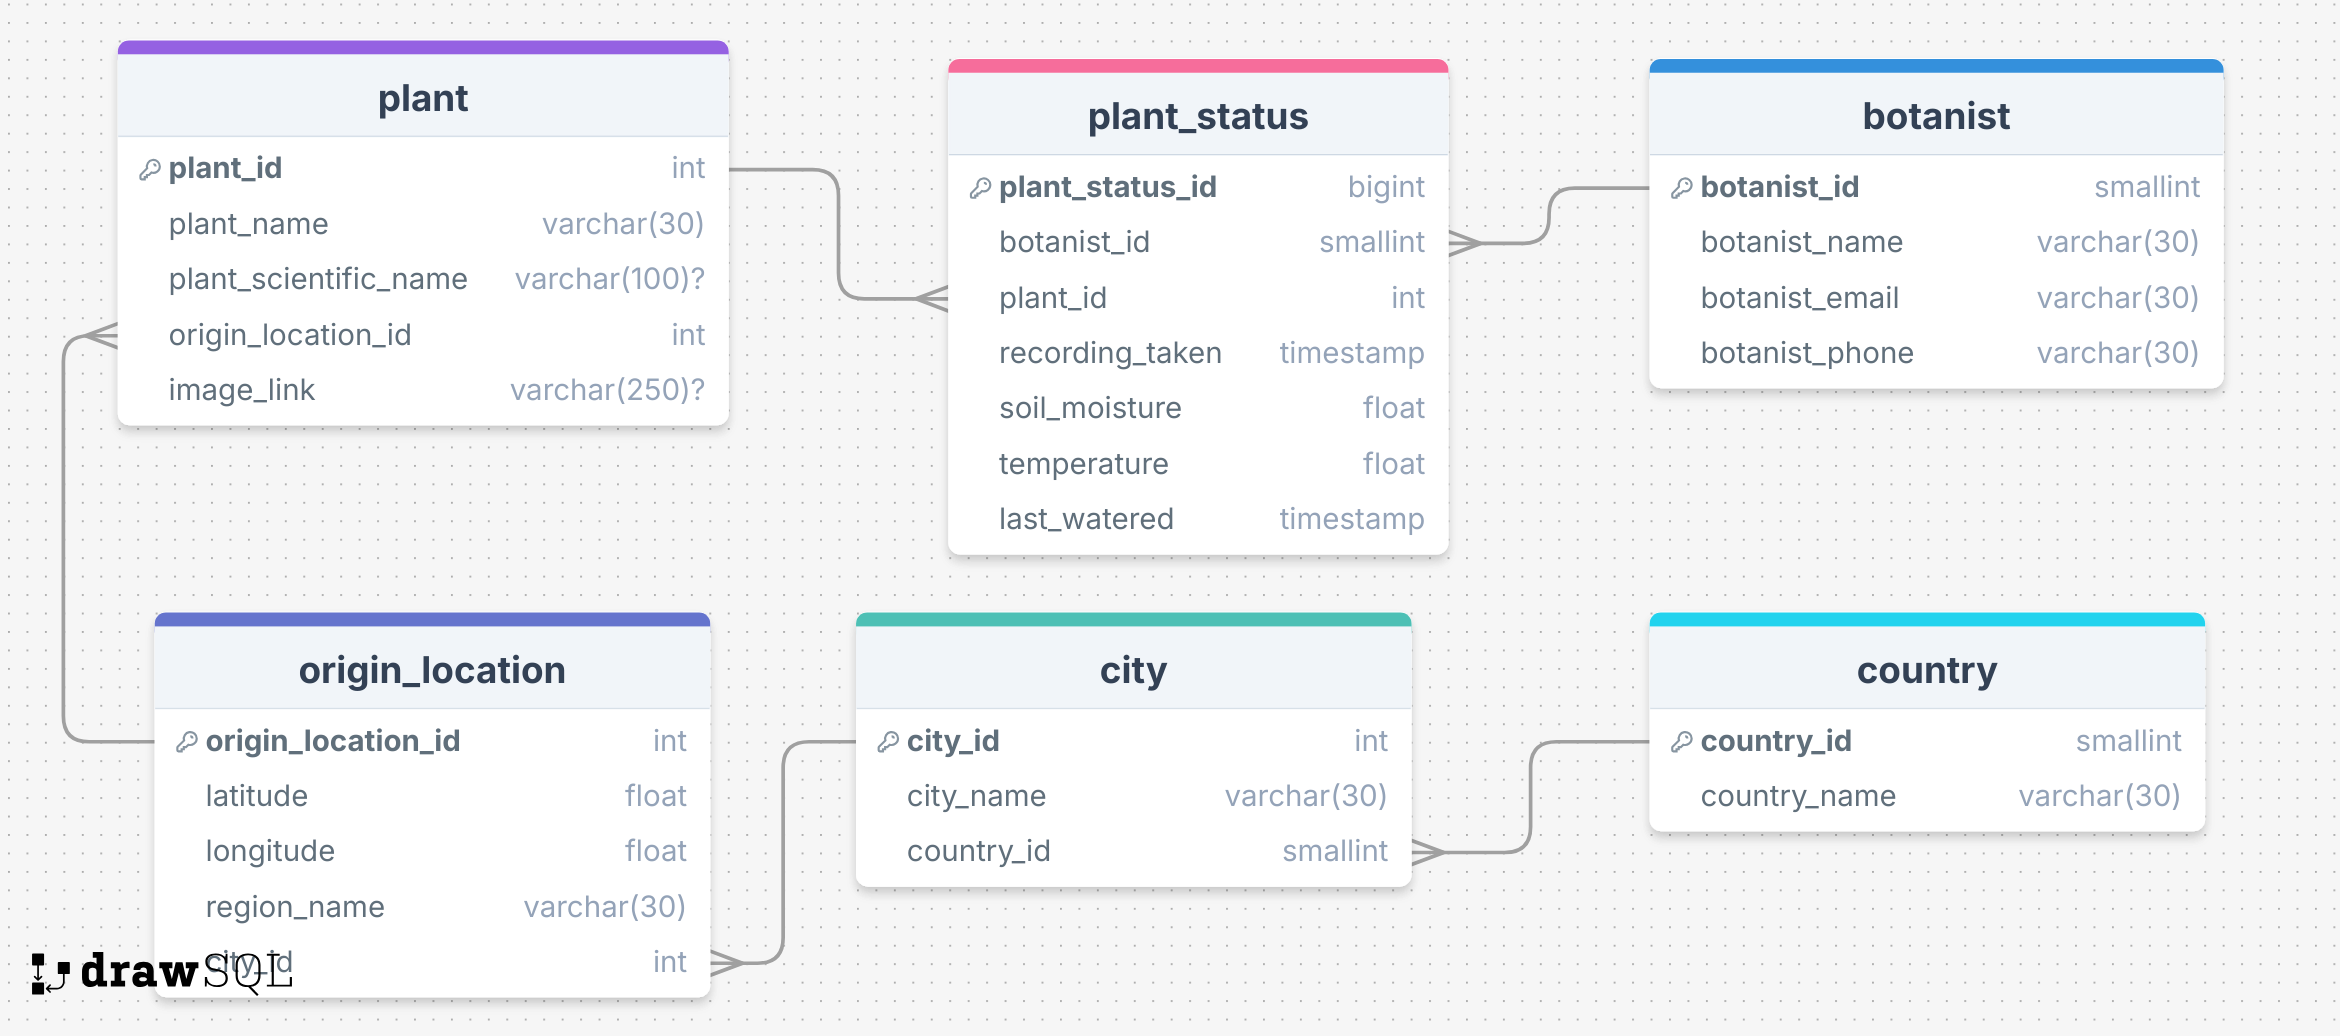 plant
plant_id int
plant_name varchar(30)
plant_scientific_name varchar(100)?
origin_location_id int
image_link varchar(250)?
plant_status
plant_status_id bigint
botanist_id smallint
plant_id int
recording_taken timestamp
soil_moisture float
temperature float
last_watered timestamp
botanist
botanist_id smallint
botanist_name varchar(30)
botanist_email varchar(30)
botanist_phone varchar(30)
origin_location
origin_location_id int
latitude float
longitude float
region_name varchar(30)
city_id int
city
city_id int
city_name varchar(30)
country_id smallint
country
country_id smallint
country_name varchar(30)
drawSQL